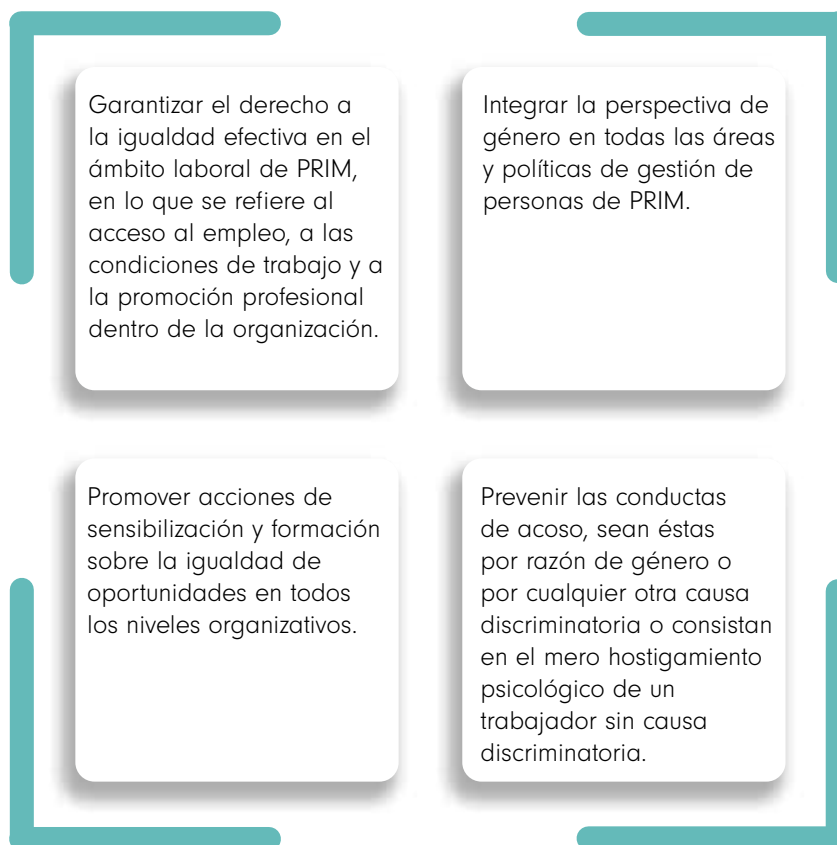 Garantizar el derecho a
la igualdad efectiva en el
ámbito laboral de PRIM,
en lo que se refiere al
acceso al empleo, a las
condiciones de trabajo y a
la promoción profesional
dentro de la organización.
Integrar la perspectiva de
género en todas las áreas
y políticas de gestión de
personas de PRIM.
Promover acciones de
sensibilización y formación
sobre la igualdad de
oportunidades en todos
los niveles organizativos.
Prevenir las conductas
de acoso, sean éstas
por razón de género o
por cualquier otra causa
discriminatoria o consistan
en el mero hostigamiento
psicológico de un
trabajador sin causa
discriminatoria.